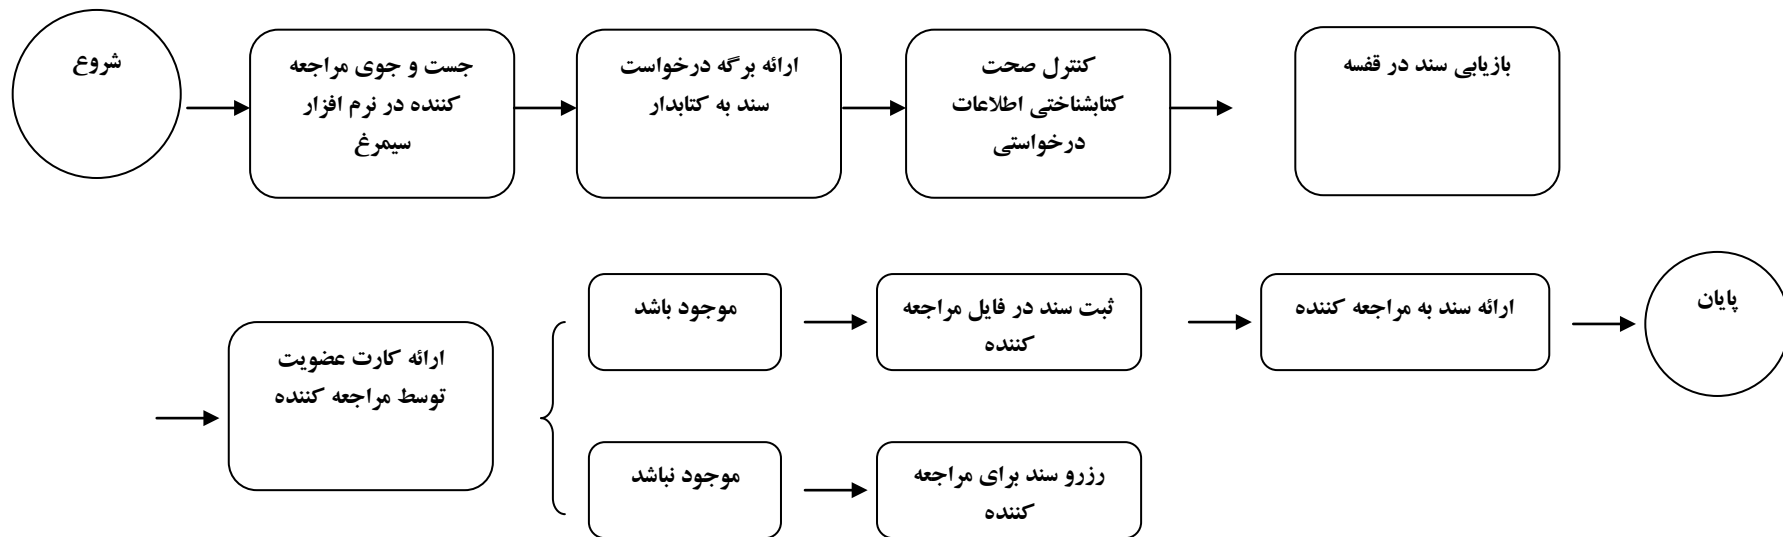 شروع
جست و جوی مراجعه
کننده در نرم افزار
سیمرغ
ارائه برگه درخواست
سند به کتابدار
کنترل صحت
کتابشناختی اطلاعات
درخواستی
بازیابی سند در قفسه
ارائه کارت عضویت
توسط مراجعه کننده
موجود باشد
ثبت سند در فایل مراجعه
کننده
ارائه سند به مراجعه کننده
پایان
موجود نباشد
رزرو سند برای مراجعه
کننده